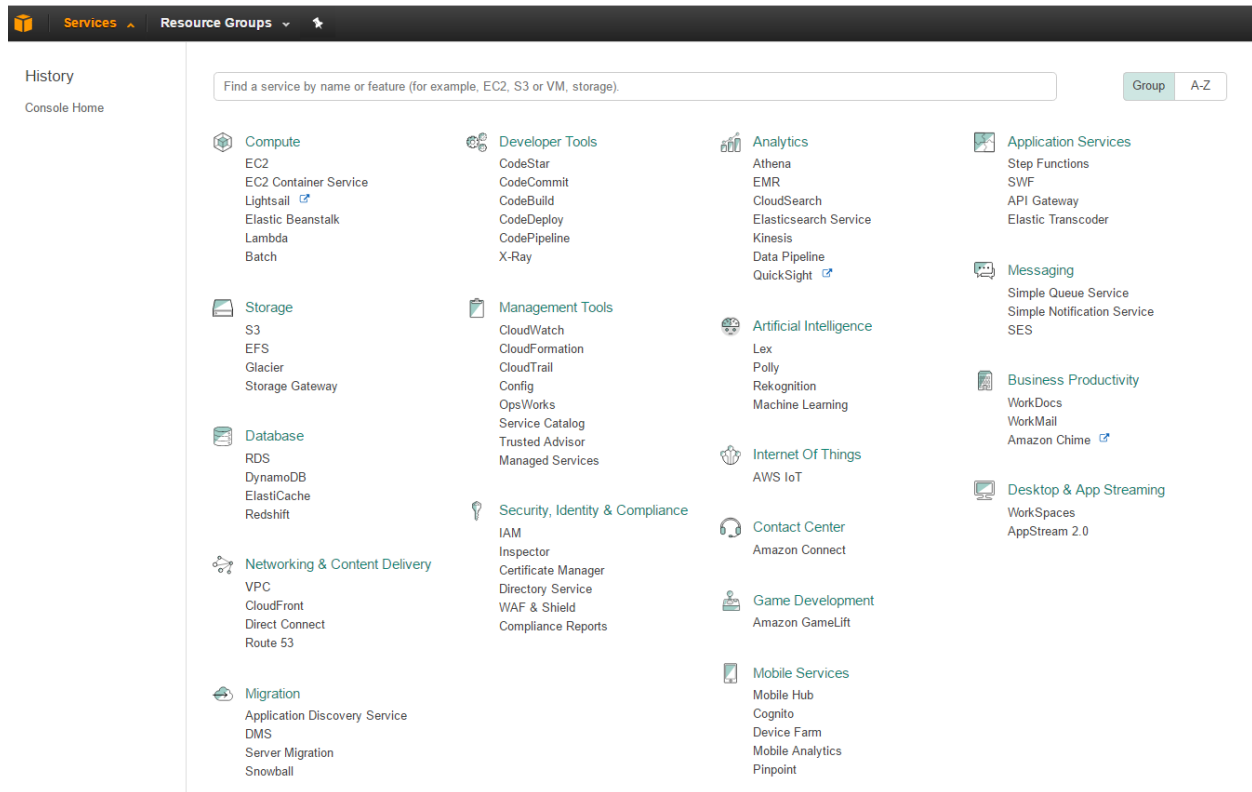 Services
Resource Groups
History
Console Home
Find a service by name or feature (for example, EC2, S3 or VM, storage).
Group
A-Z
Compute
EC2
EC2 Container Service
Lightsail
Elastic Beanstalk
Lambda
Batch
Storage
S3
EFS
Glacier
Storage Gateway
Database
RDS
DynamoDB
ElastiCache
Redshift
Networking & Content Delivery
VPC
CloudFront
Direct Connect
Route 53
Migration
Application Discovery Service
DMS
Server Migration
Snowball
Developer Tools
CodeStar
CodeCommit
CodeBuild
CodeDeploy
CodePipeline
X-Ray
Management Tools
CloudWatch
CloudFormation
CloudTrail
Config
OpsWorks
Service Catalog
Trusted Advisor
Managed Services
Security, Identity & Compliance
IAM
Inspector
Certificate Manager
Directory Service
WAF & Shield
Compliance Reports
Analytics
Athena
EMR
CloudSearch
Elasticsearch Service
Kinesis
Data Pipeline
QuickSight
Artificial Intelligence
Lex
Polly
Rekognition
Machine Learning
Internet Of Things
AWS IoT
Contact Center
Amazon Connect
Game Development
Amazon GameLift
Mobile Services
Mobile Hub
Cognito
Device Farm
Mobile Analytics
Pinpoint
Application Services
Step Functions
SWF
API Gateway
Elastic Transcoder
Messaging
Simple Queue Service
Simple Notification Service
SES
Business Productivity
WorkDocs
WorkMail
Amazon Chime
Desktop & App Streaming
WorkSpaces
AppStream 2.0